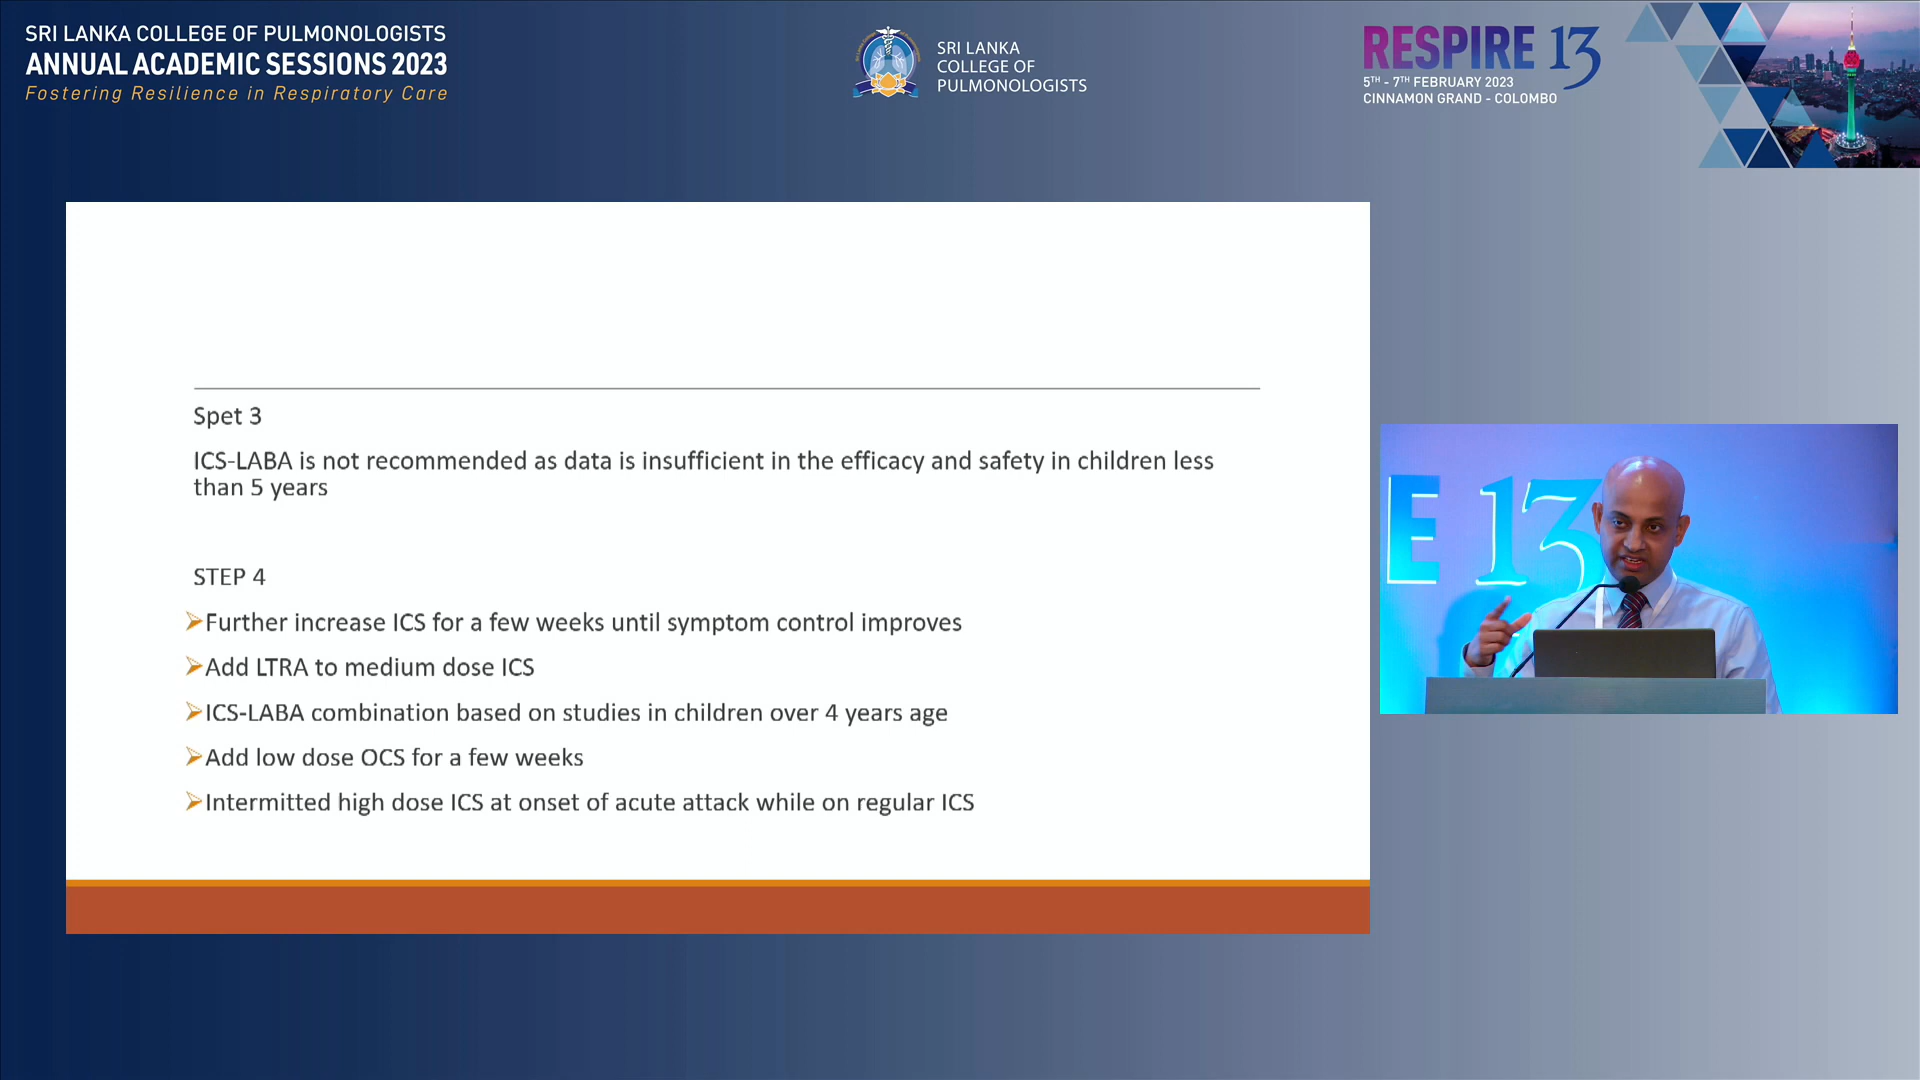 SRI LANKA COLLEGE OF PULMONOLOGISTS
ANNUAL ACADEMIC SESSIONS 2023
Fostering Resilience in Respiratory Care
SRI LANKA
COLLEGE OF
PULMONOLOGISTS
RESPIRE 13
5TH - 7TH FEBRUARY 2023
CINNAMON GRAND - COLOMBO
Spet 3
ICS-LABA is not recommended as data is insufficient in the efficacy and safety in children less
than 5 years
STEP 4
➢Further increase ICS for a few weeks until symptom control improves
➢Add LTRA to medium dose ICS
➢ICS-LABA combination based on studies in children over 4 years age
➢Add low dose OCS for a few weeks
➢Intermitted high dose ICS at onset of acute attack while on regular ICS
E 13